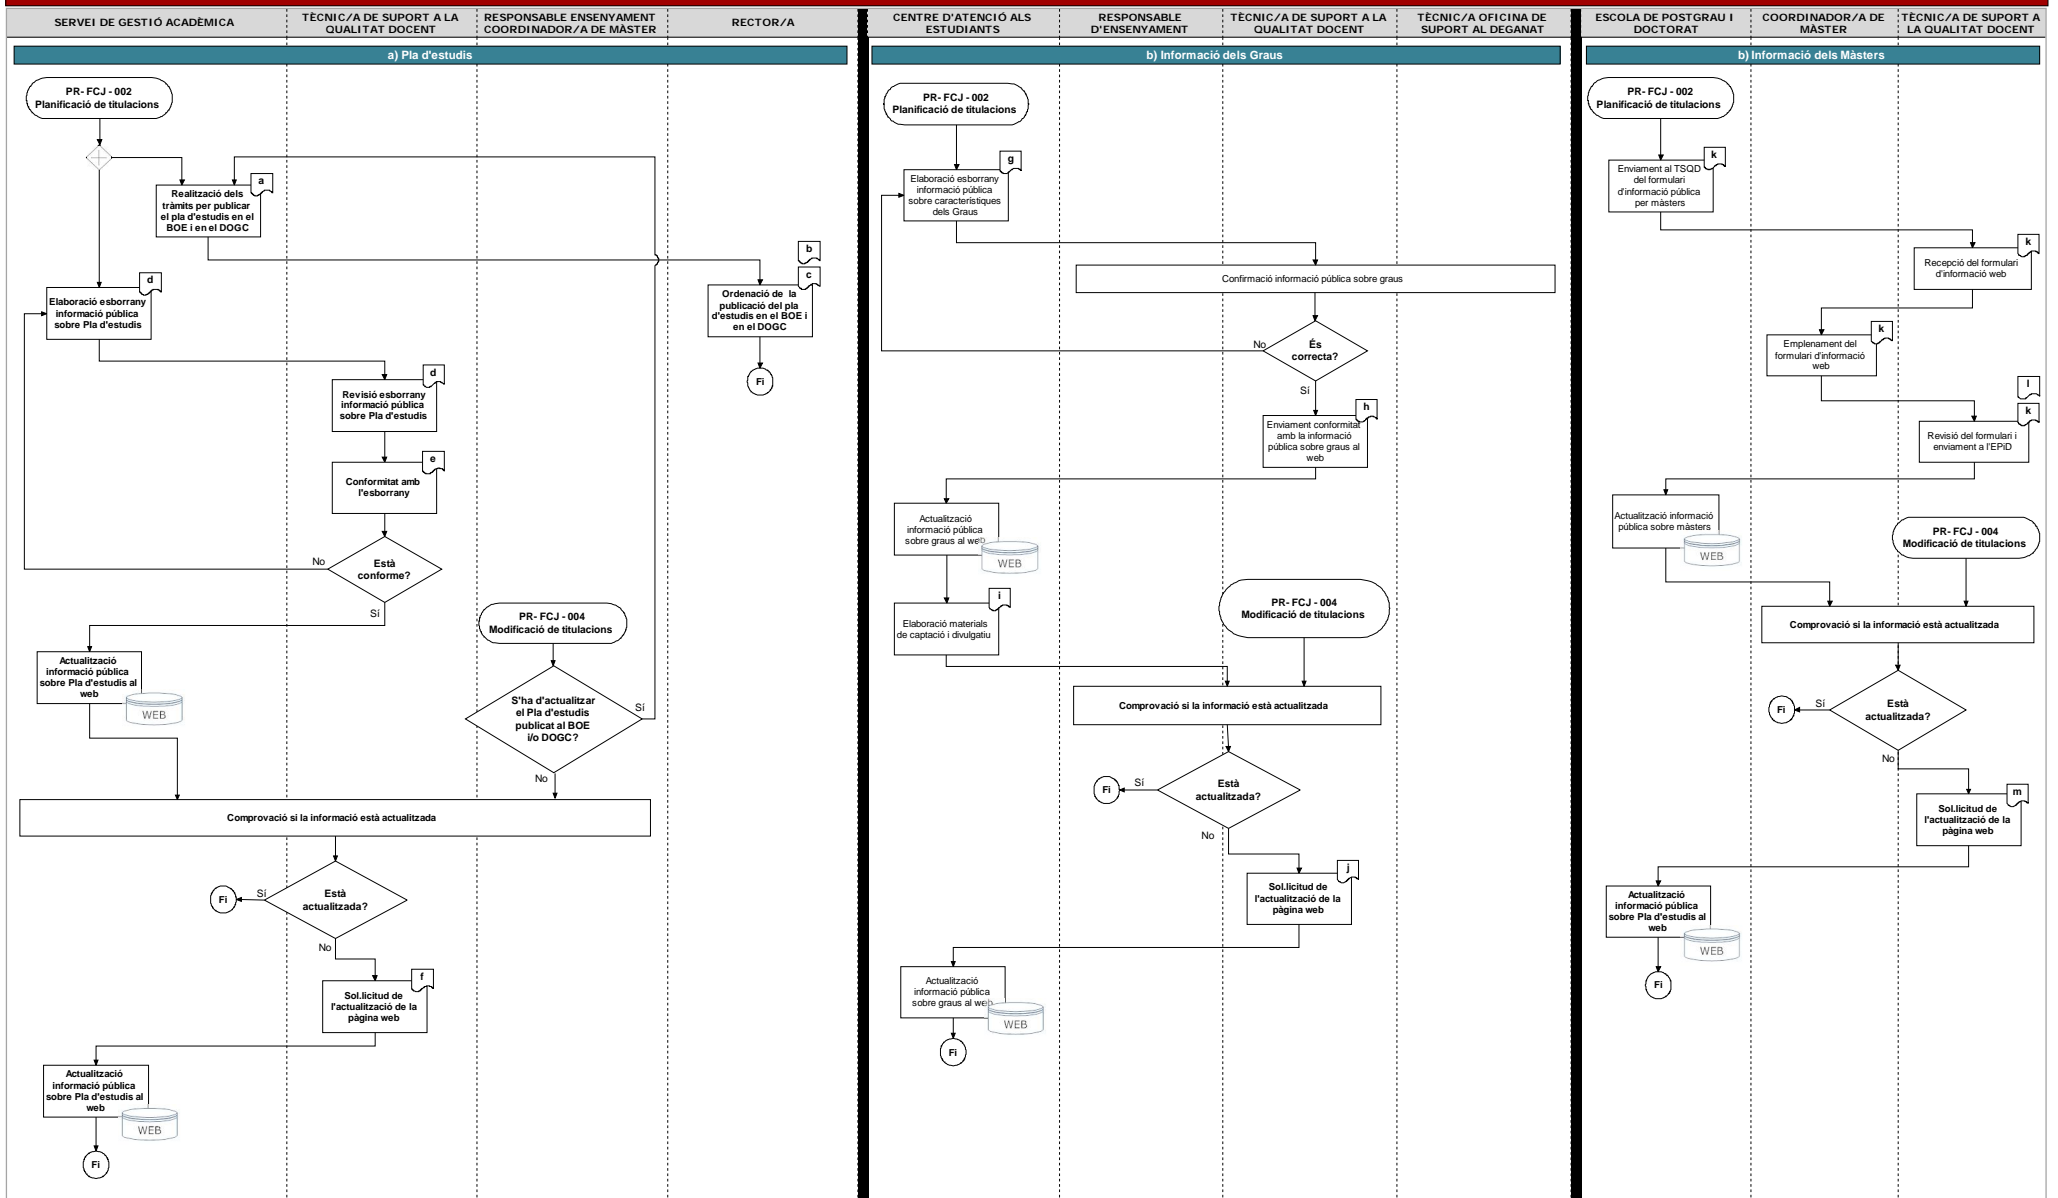 SERVEI DE GESTIÓ ACADÈMICA
TÈCNIC/A DE SUPORT A LA
QUALITAT DOCENT
RESPONSABLE ENSENYAMENT
COORDINADOR/A DE MÀSTER
RECTOR/A
a) Pla d'estudis
PR- FCJ - 002
Planificació de titulacions
a
Realització dels
tràmits per publicar
el pla d'estudis en el
BOE i en el DOGC
b
c
Ordenació de la
publicació del pla
d'estudis en el BOE i
en el DOGC
Fi
d
Elaboració esborrany
informació pública
sobre Pla d'estudis
d
Revisió esborrany
informació pública
sobre Pla d'estudis
e
Conformitat amb
l'esborrany
Està
conforme?
No
Sí
PR- FCJ - 004
Modificació de titulacions
Actualització
informació pública
sobre Pla d'estudis al
web
WEB
S'ha d'actualitzar
el Pla d'estudis
publicat al BOE
i/o DOGC?
Sí
No
Comprovació si la informació està actualitzada
Està
actualitzada?
Sí
Fi
No
f
Sol.licitud de
l'actualització de la
pàgina web
Actualització
informació pública
sobre Pla d'estudis al
web
WEB
Fi
CENTRE D'ATENCIÓ ALS
ESTUDIANTS
RESPONSABLE
D'ENSENYAMENT
TÈCNIC/A DE SUPORT A LA
QUALITAT DOCENT
TÈCNIC/A OFICINA DE
SUPORT AL DEGANAT
b) Informació dels Graus
PR- FCJ - 002
Planificació de titulacions
g
Elaboració esborrany
informació pública
sobre característiques
dels Graus
Confirmació informació pública sobre graus
És
correcta?
No
Sí
h
Enviament conformitat
amb la informació
pública sobre graus al
web
Actualització
informació pública
sobre graus al web
WEB
i
Elaboració materials
de captació i divulgatiu
PR- FCJ - 004
Modificació de titulacions
Comprovació si la informació està actualitzada
Està
actualitzada?
Sí
Fi
No
j
Sol.licitud de
l'actualització de la
pàgina web
Actualització
informació pública
sobre graus al web
WEB
Fi
ESCOLA DE POSTGRAU I
DOCTORAT
COORDINADOR/A DE
MÀSTER
TÈCNIC/A DE SUPORT A
LA QUALITAT DOCENT
b) Informació dels Màsters
PR- FCJ - 002
Planificació de titulacions
k
Enviament al TSQD
del formulari
d'informació pública
per màsters
k
Recepció del formulari
d'informació web
k
Emplenament del
formulari d'informació
web
l
k
Revisió del formulari i
enviament a l'EPiD
Actualització informació
pública sobre màsters
WEB
PR- FCJ - 004
Modificació de titulacions
Comprovació si la informació està actualitzada
Està
actualitzada?
Sí
Fi
No
m
Sol.licitud de
l'actualització de la
pàgina web
Actualització
informació pública
sobre Pla d'estudis al
web
WEB
Fi